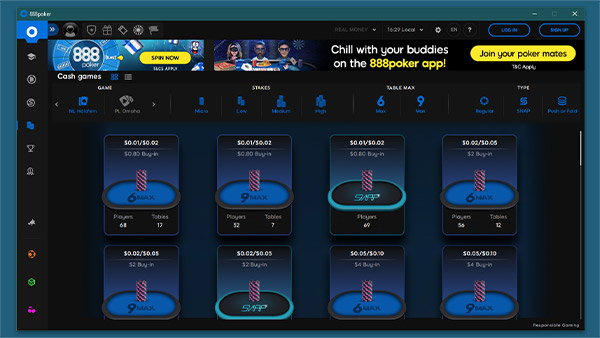 888poker
REAL MONEY
16:29 Local
EN
?
LOG IN
SIGN UP
888
poker
SPIN NOW
T&CS APPLY
Chill with your buddies
on the 888poker app!
Join your poker mates
T&C Apply
Cash games
GAME
STAKES
TABLE MAX
TYPE
NL Hold'em
PL Omaha
Micro
Low
Medium
High
6
Max
9
Max
Regular
SNAP
Push or Fold
$0.01/$0.02
$0.80 Buy-in
6 MAX
Players
68
Tables
17
$0.01/$0.02
$0.80 Buy-in
9 MAX
Players
52
Tables
7
$0.01/$0.02
$0.80 Buy-in
SNAP
Players
69
$0.02/$0.05
$2 Buy-in
6 MAX
Players
56
Tables
12
$0.02/$0.05
$2 Buy-in
9 MAX
$0.02/$0.05
$2 Buy-in
SNAP
$0.05/$0.10
$4 Buy-in
6 MAX
$0.05/$0.10
$4 Buy-in
9 MAX
Responsible Gaming